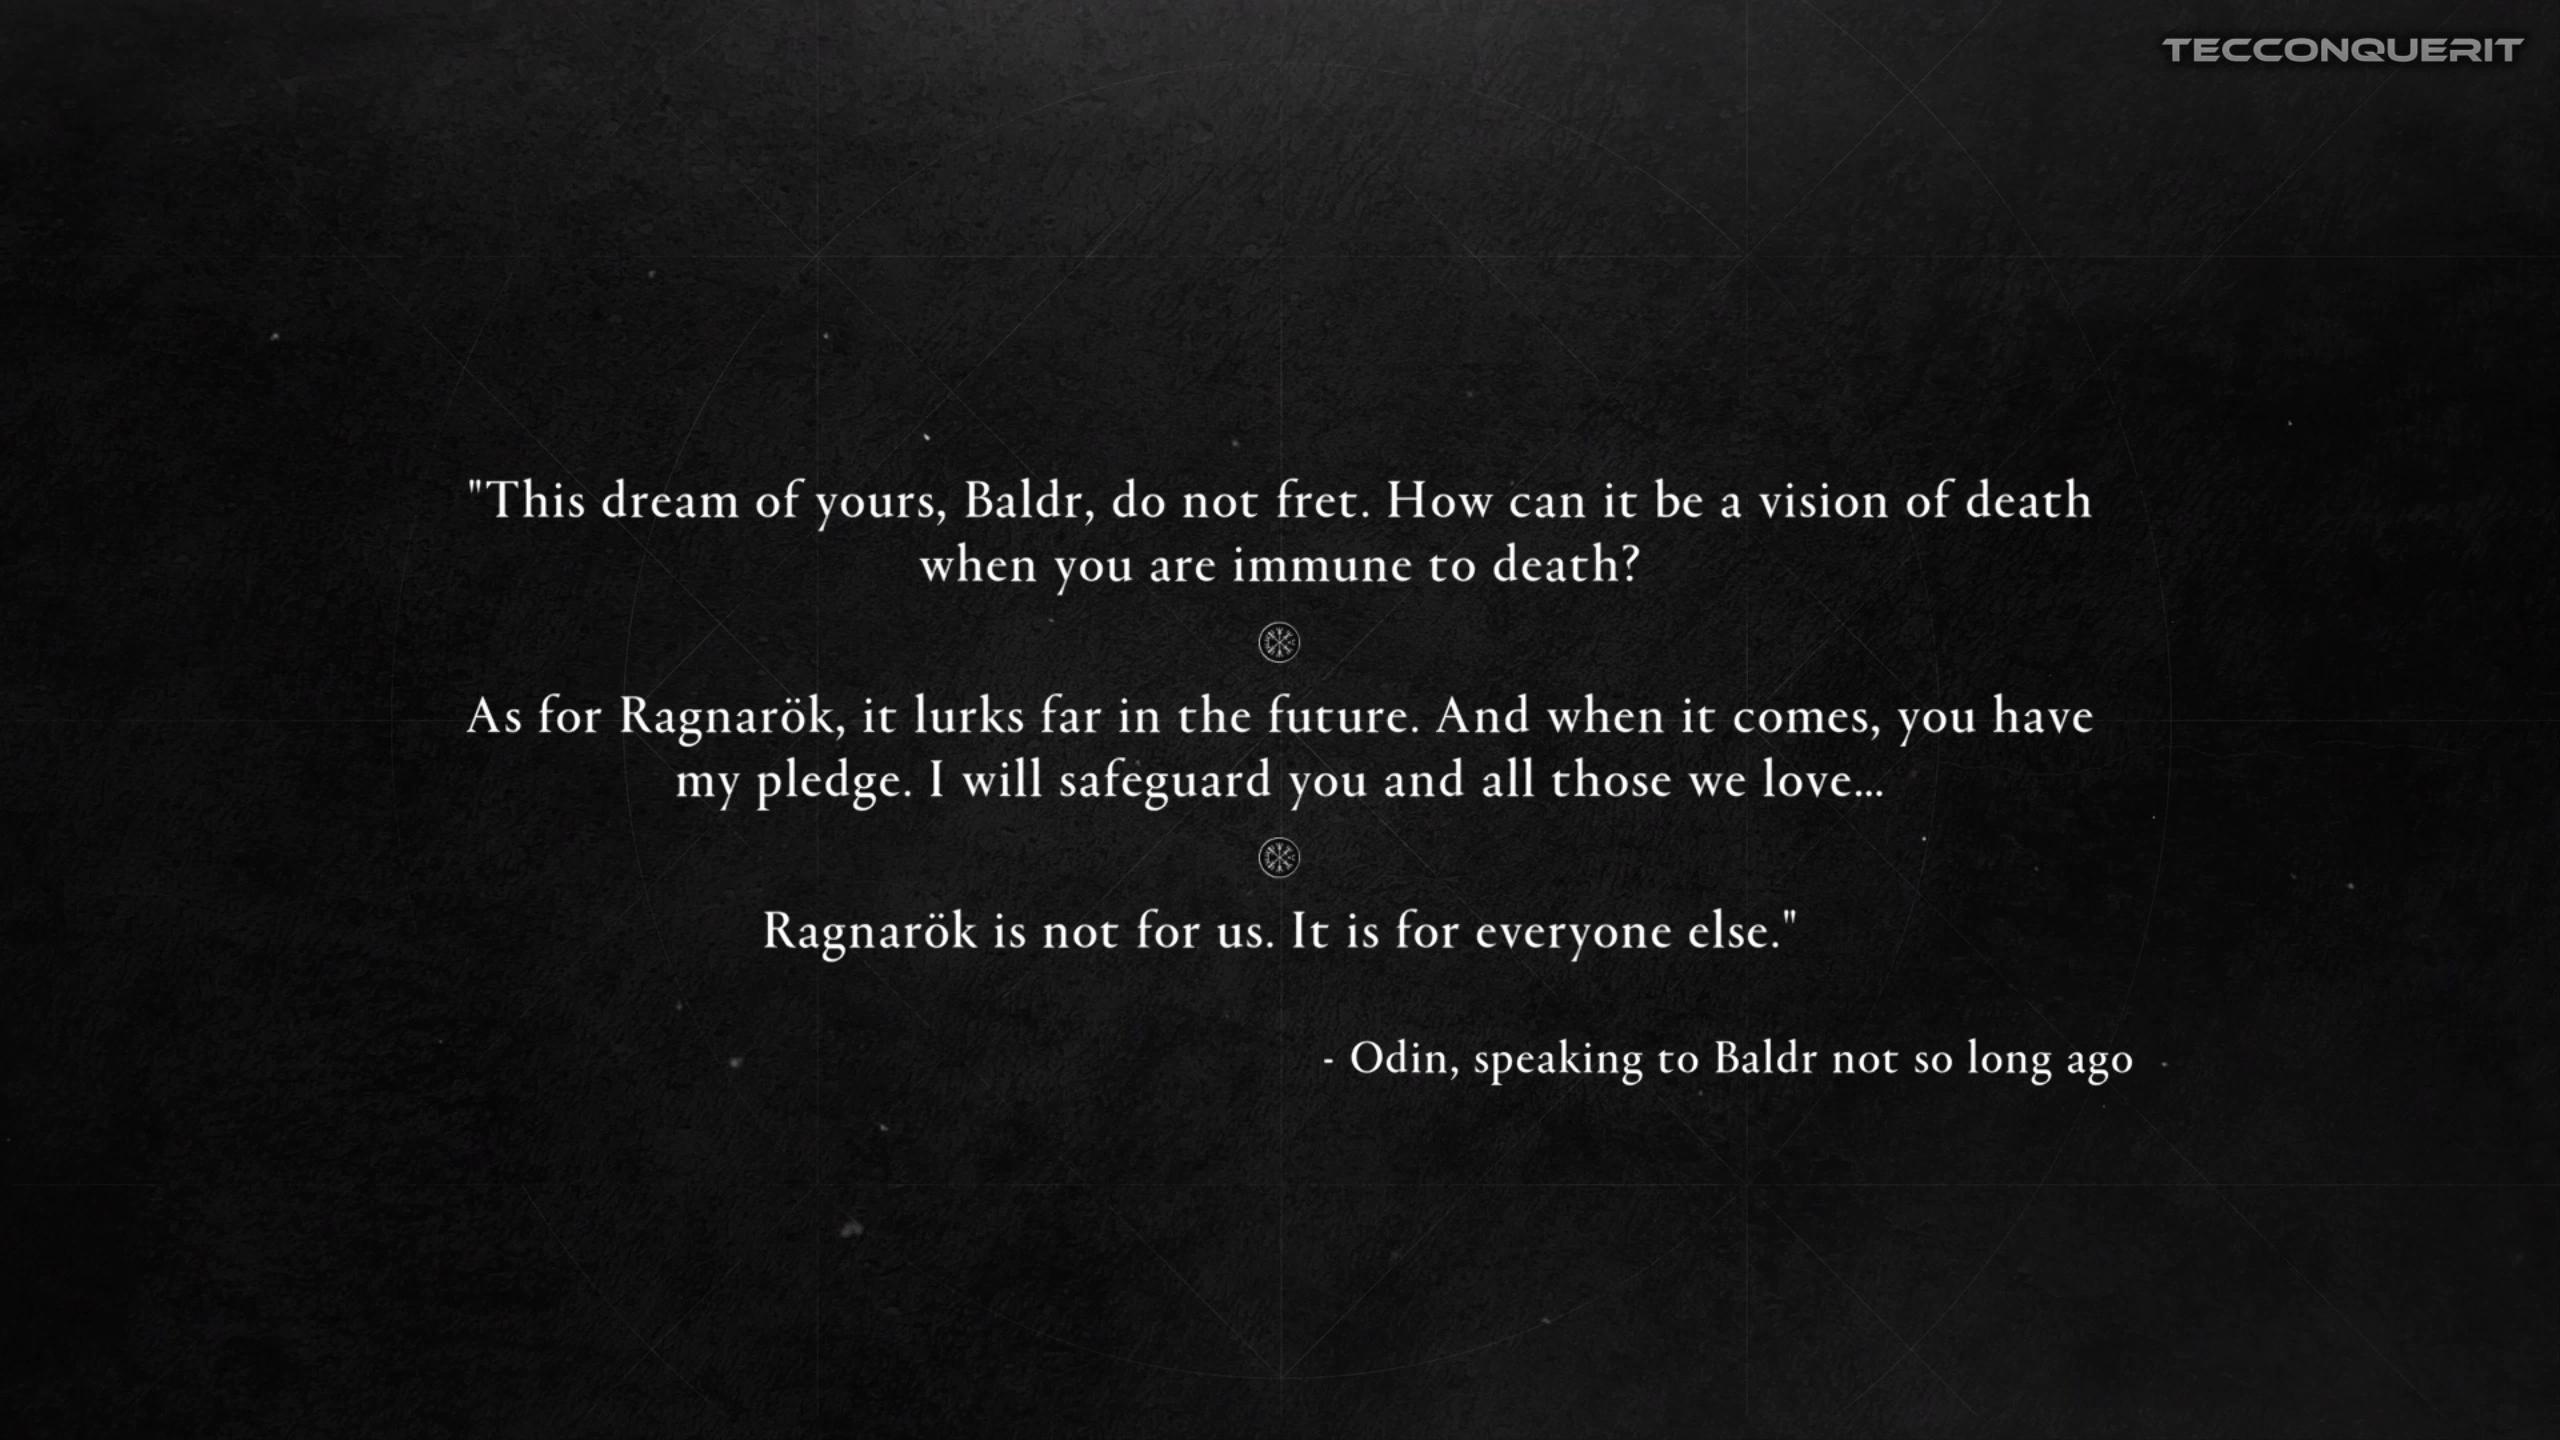 TECCONQUERIT
"This dream of yours, Baldr, do not fret. How can it be a vision of death
when you are immune to death?
As for Ragnarök, it lurks far in the future. And when it comes, you have
my pledge. I will safeguard you and all those we love...
Ragnarök is not for us. It is for everyone else."
- Odin, speaking to Baldr not so long ago